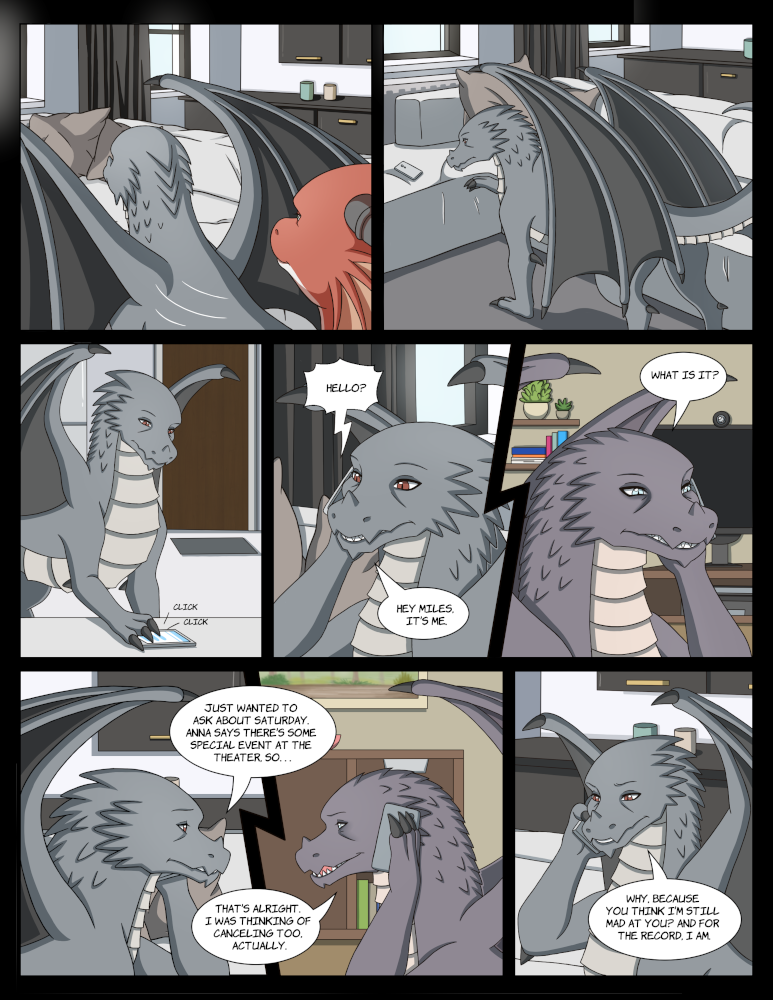 CLICK
CLICK
HELLO?
HEY MILES.
IT'S ME.
WHAT IS IT?
JUST WANTED TO
ASK ABOUT SATURDAY.
ANNA SAYS THERE'S SOME
SPECIAL EVENT AT THE
THEATER, SO...
THAT'S ALRIGHT.
I WAS THINKING OF
CANCELING TOO,
ACTUALLY.
WHY, BECAUSE
YOU THINK I'M STILL
MAD AT YOU? AND FOR
THE RECORD, I AM.